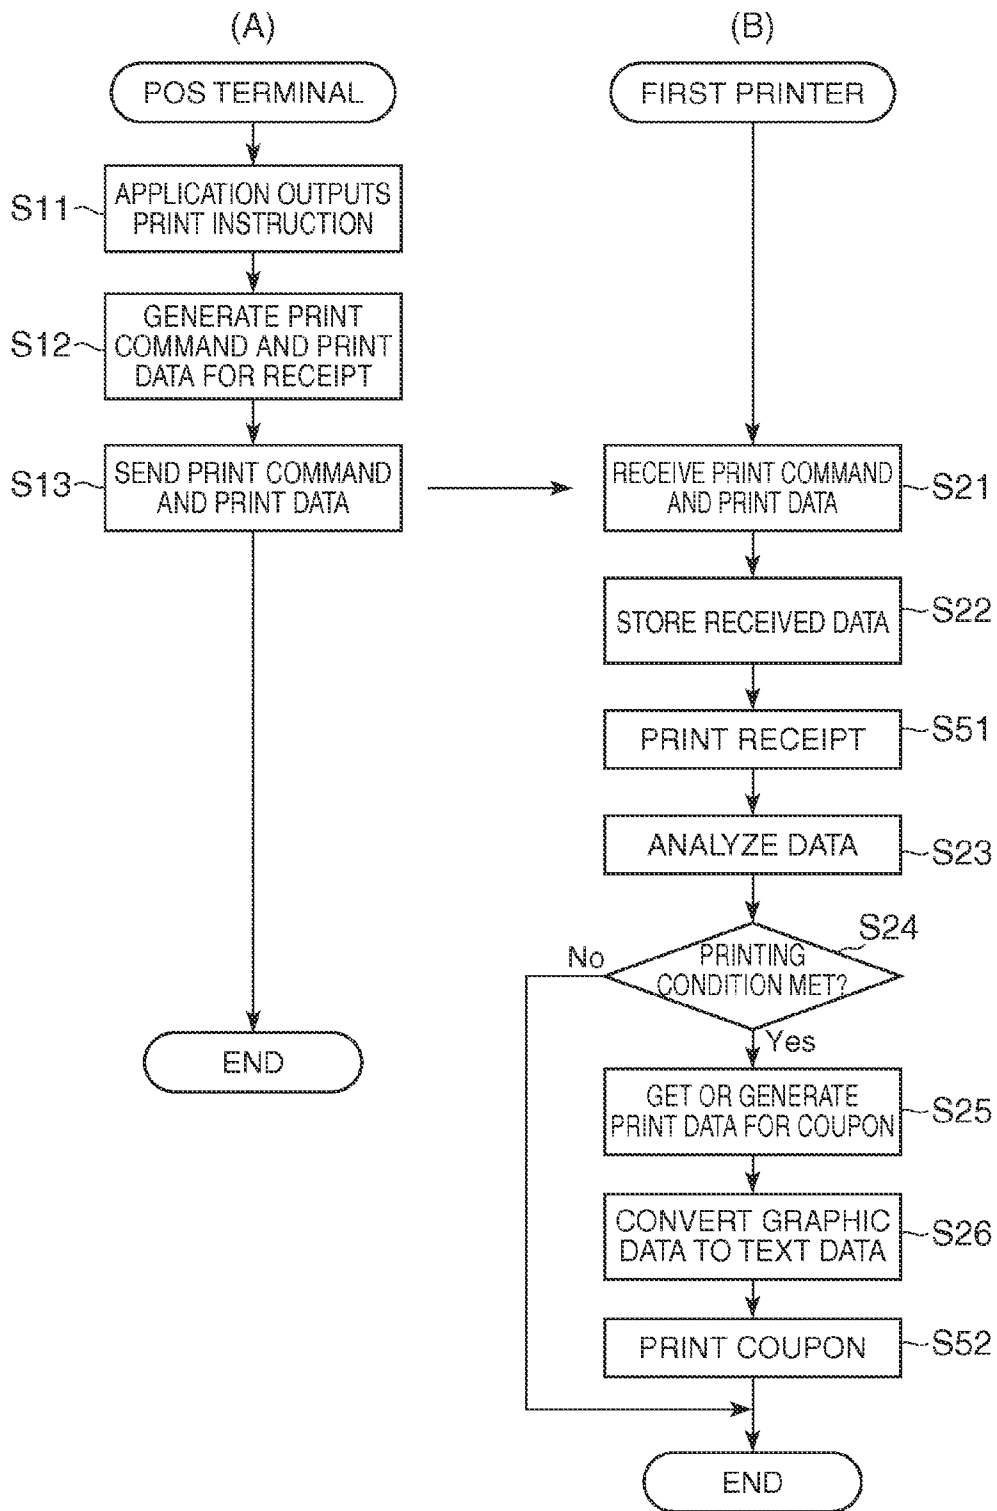 (A)
POS TERMINAL
S11
APPLICATION OUTPUTS
PRINT INSTRUCTION
S12
GENERATE PRINT
COMMAND AND PRINT
DATA FOR RECEIPT
S13
SEND PRINT COMMAND
AND PRINT DATA
END
(B)
FIRST PRINTER
RECEIVE PRINT COMMAND
AND PRINT DATA
S21
STORE RECEIVED DATA
S22
PRINT RECEIPT
S51
ANALYZE DATA
S23
PRINTING
CONDITION MET?
S24
No
Yes
GET OR GENERATE
PRINT DATA FOR COUPON
S25
CONVERT GRAPHIC
DATA TO TEXT DATA
S26
PRINT COUPON
S52
END